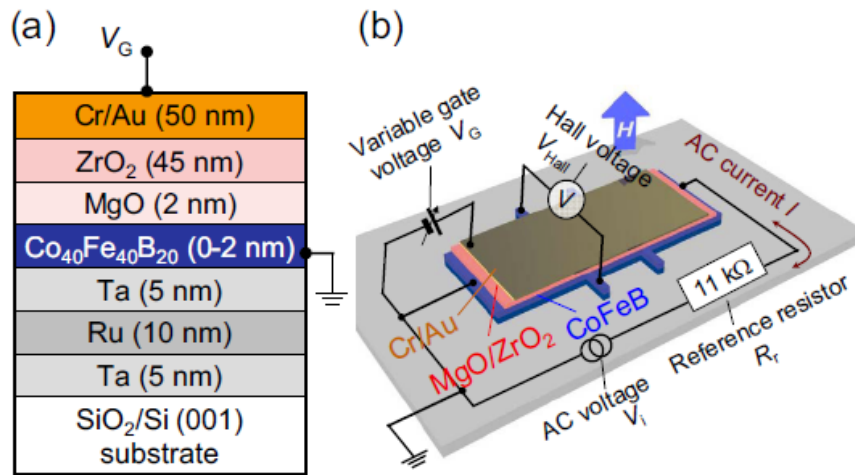 (a)
V_G
Cr/Au (50 nm)
ZrO₂ (45 nm)
MgO (2 nm)
Co₄₀Fe₄₀B₂₀ (0-2 nm)
Ta (5 nm)
Ru (10 nm)
Ta (5 nm)
SiO₂/Si (001)
substrate
(b)
Variable gate
voltage V_G
Hall voltage
V_Hall
V
H
AC current I
11 kΩ
Reference resistor
R_r
Cr/Au
MgO/ZrO₂
CoFeB
AC voltage
V_i